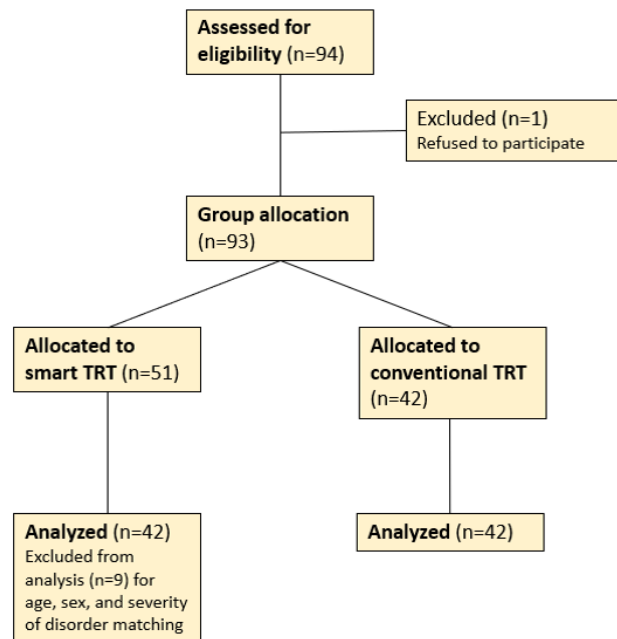 Assessed for
eligibility (n=94)
Excluded (n=1)
Refused to participate
Group allocation
(n=93)
Allocated to
smart TRT (n=51)
Allocated to
conventional TRT
(n=42)
Analyzed (n=42)
Excluded from
analysis (n=9) for
age, sex, and severity
of disorder matching
Analyzed (n=42)